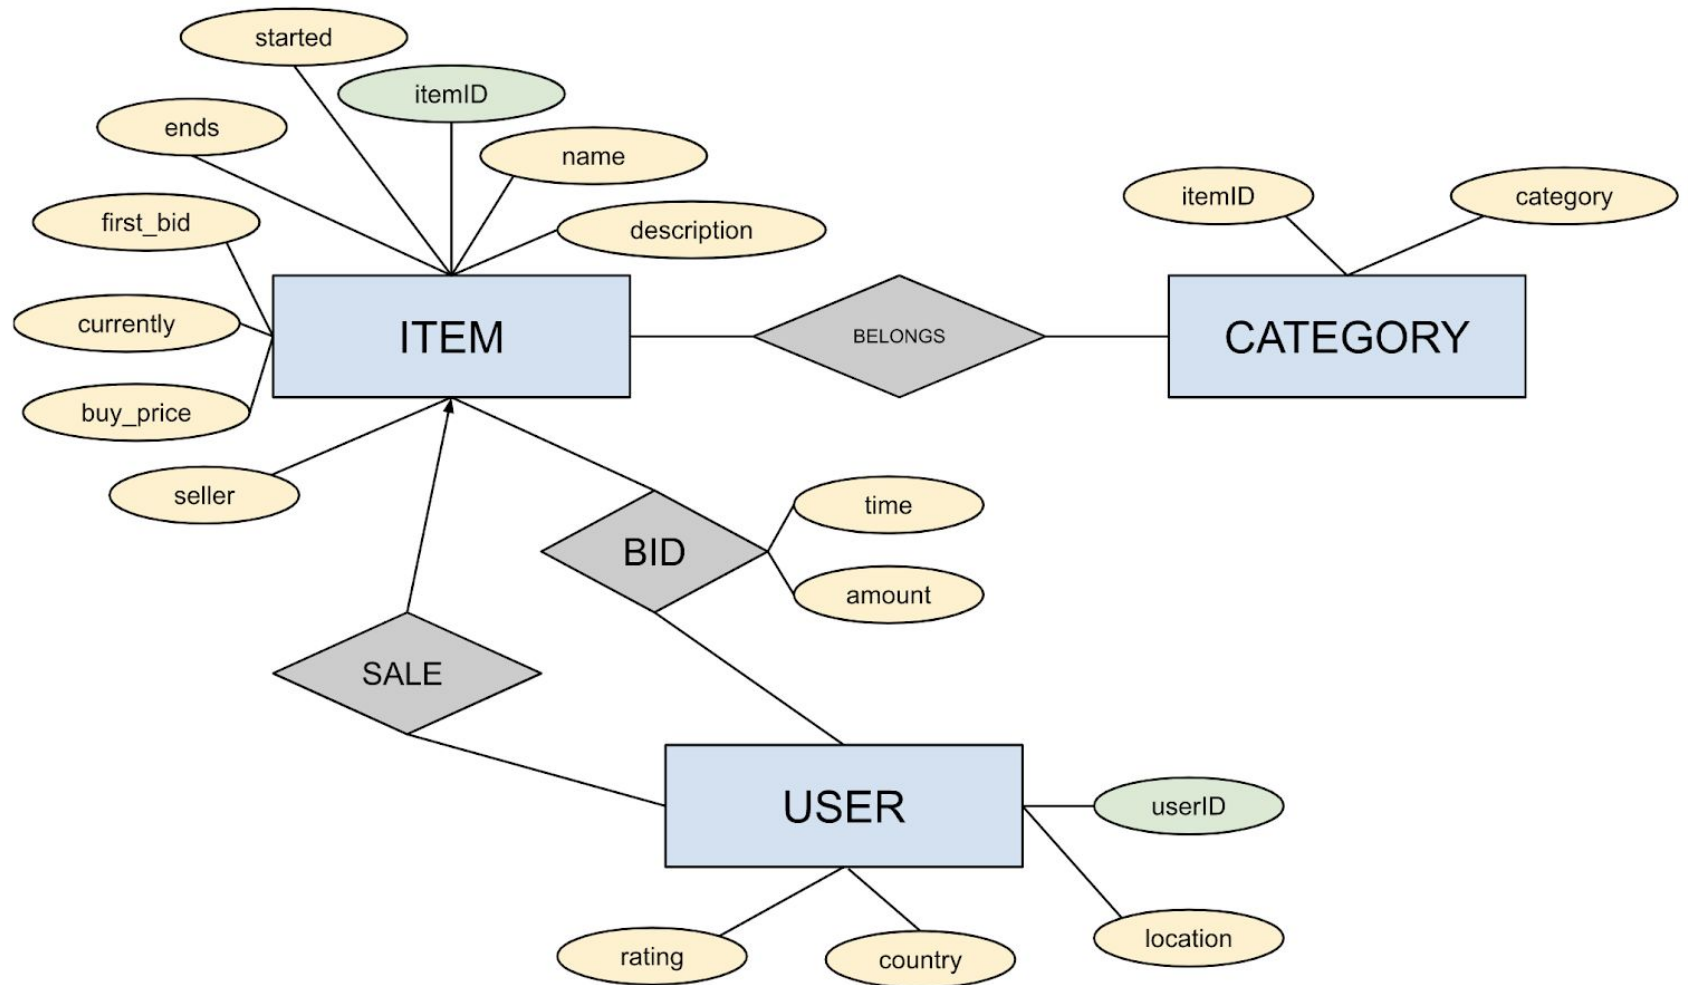 started
itemID
ends
name
first_bid
description
itemID
category
currently
ITEM
BELONGS
CATEGORY
buy_price
seller
time
BID
amount
SALE
USER
userID
rating
country
location